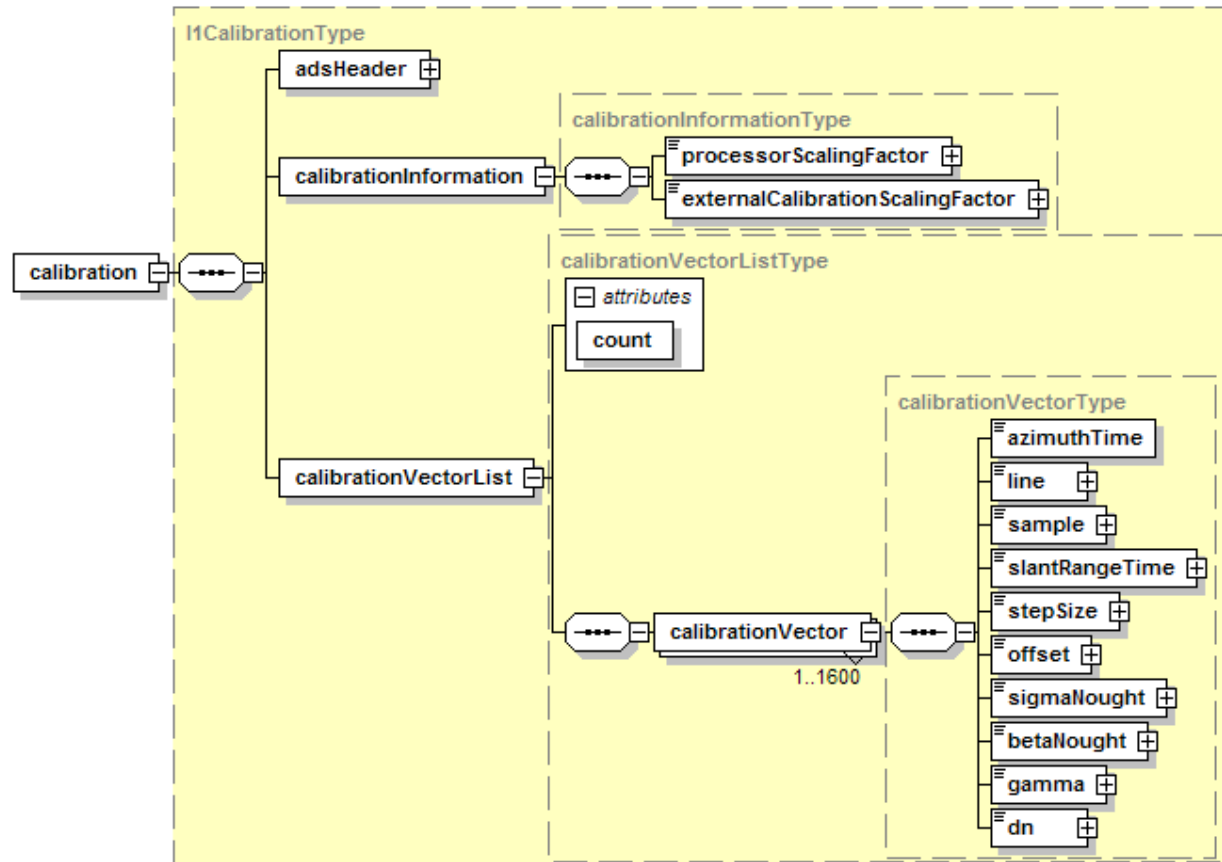 l1CalibrationType
adsHeader
calibrationInformationType
processorScalingFactor
calibrationInformation
externalCalibrationScalingFactor
calibration
calibrationVectorListType
attributes
count
calibrationVectorType
azimuthTime
line
calibrationVectorList
sample
slantRangeTime
stepSize
calibrationVector
1..1600
offset
sigmaNought
betaNought
gamma
dn